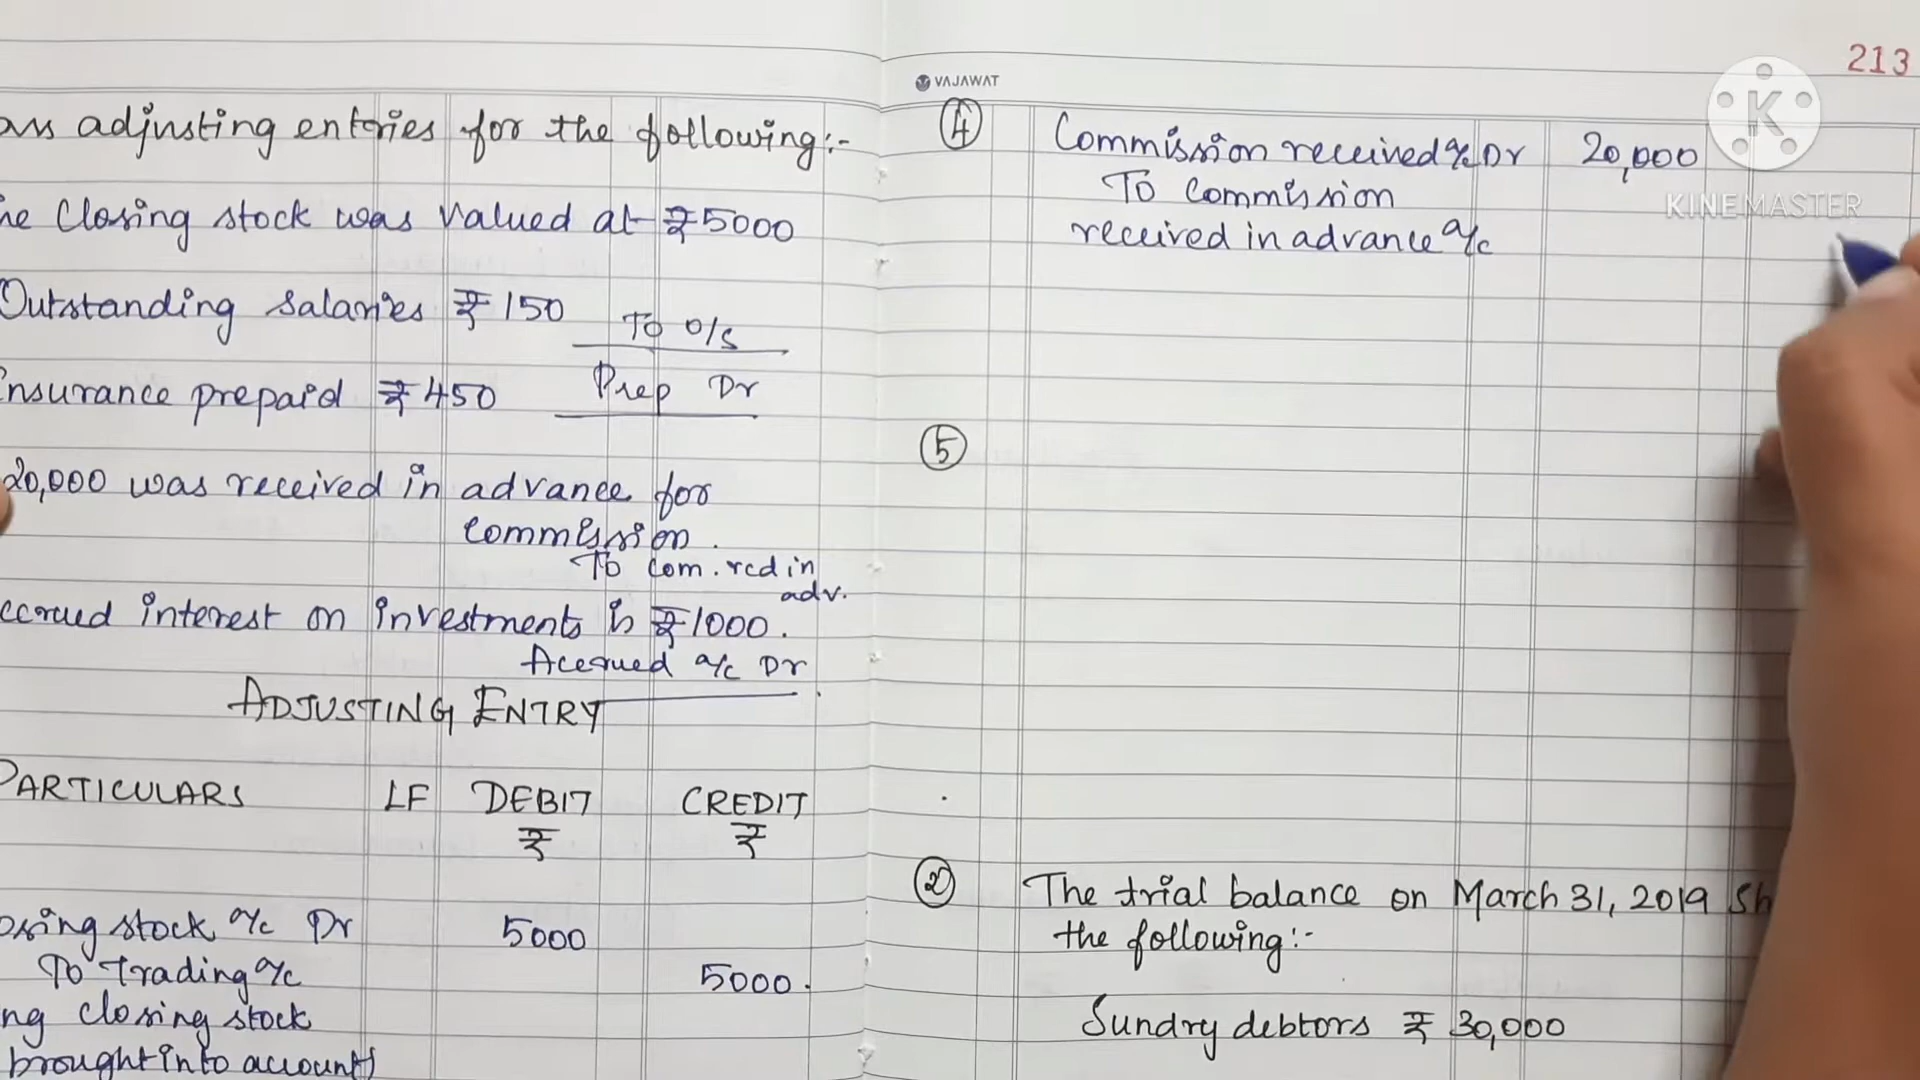 adjusting entries for the following:-
Closing stock was valued at ₹5000
Outstanding salaries ₹150
To O/S
Insurance prepaid ₹450
Prep Dr
20,000 was received in advance for
commission.
To com. rcd in
adv.
ccrued interest on investments is ₹1000.
Accrued a/c Dr
ADJUSTING ENTRY
PARTICULARS LF DEBIT CREDIT
₹ ₹
osing stock a/c Dr 5000
To Trading a/c 5000.
ng closing stock
brought into account)
VAJAWAT
213
④ Commission received a/c Dr 20,000
To commission
received in advance a/c
KINEMASTER
⑤
② The trial balance on March 31, 2019 Sh
the following:-
Sundry debtors ₹ 30,000